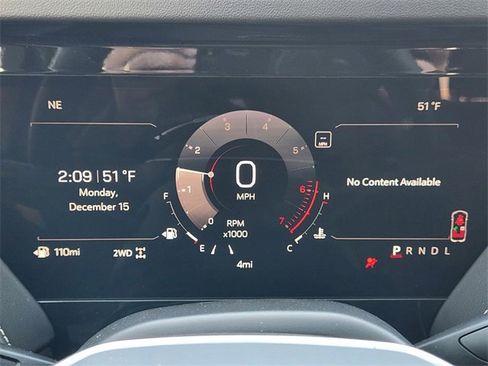 NE
51°F
2:09 | 51°F
Monday,
December 15
1
2
3
4
5
6
7
0
MPH
RPM
x1000
MPH
F
E
H
C
No Content Available
110mi
2WD
4mi
P R N D L